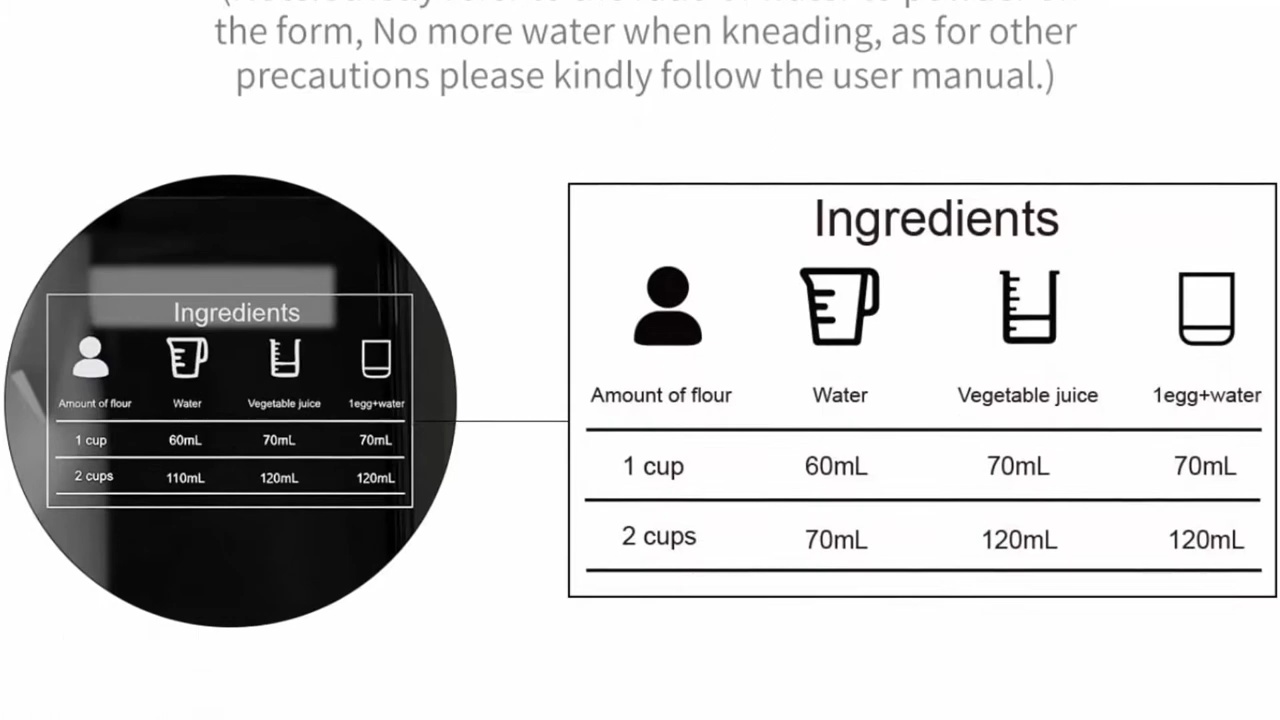 the form, No more water when kneading, as for other
precautions please kindly follow the user manual.)
Ingredients
Amount of flour Water Vegetable juice 1egg+water
1 cup 60mL 70mL 70mL
2 cups 110mL 120mL 120mL
Ingredients
Amount of flour Water Vegetable juice 1egg+water
1 cup 60mL 70mL 70mL
2 cups 70mL 120mL 120mL